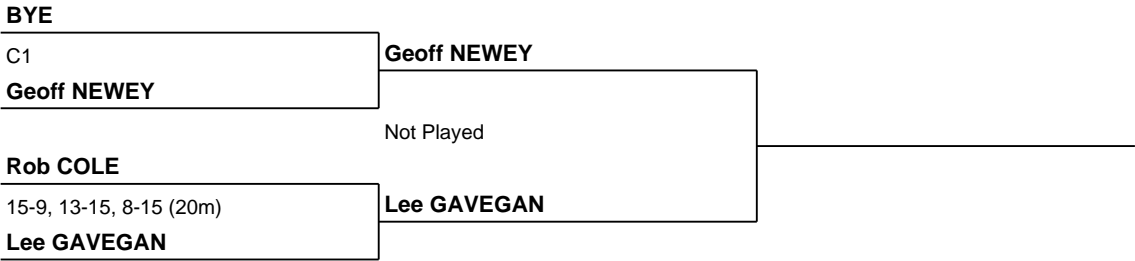 BYE
C1
Geoff NEWEY
Geoff NEWEY
Not Played
Rob COLE
15-9, 13-15, 8-15 (20m)
Lee GAVEGAN
Lee GAVEGAN